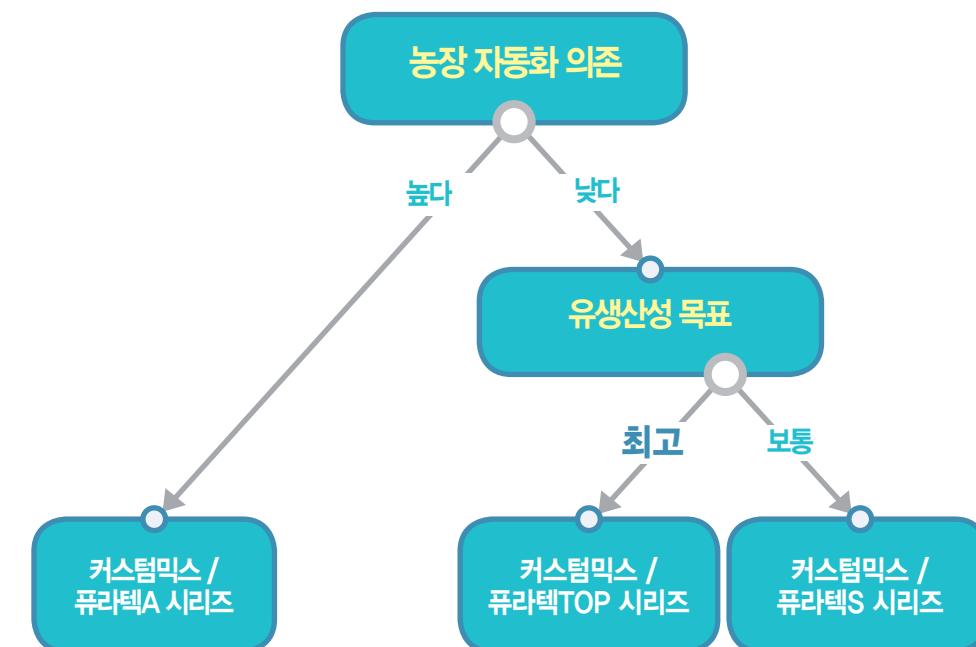 농장 자동화 의존
높다
낮다
유생산성 목표
최고
보통
커스텀믹스 /
퓨라텍A 시리즈
커스텀믹스 /
퓨라텍TOP 시리즈
커스텀믹스 /
퓨라텍S 시리즈